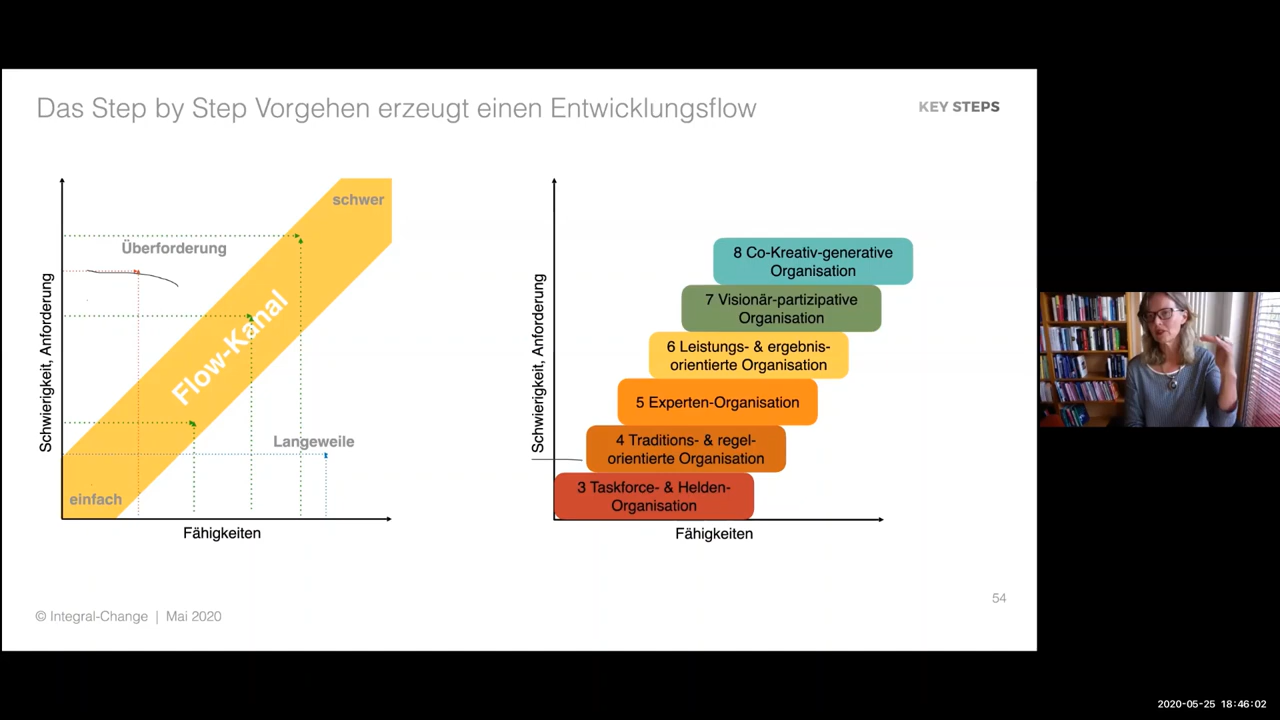 Das Step by Step Vorgehen erzeugt einen Entwicklungsflow
KEY STEPS
schwer
Überforderung
Flow-Kanal
Langeweile
einfach
Schwierigkeit, Anforderung
Fähigkeiten
8 Co-Kreativ-generative
Organisation
7 Visionär-partizipative
Organisation
6 Leistungs- & ergebnis-
orientierte Organisation
5 Experten-Organisation
4 Traditions- & regel-
orientierte Organisation
3 Taskforce- & Helden-
Organisation
Schwierigkeit, Anforderung
Fähigkeiten
54
© Integral-Change | Mai 2020
2020-05-25 18:46:02